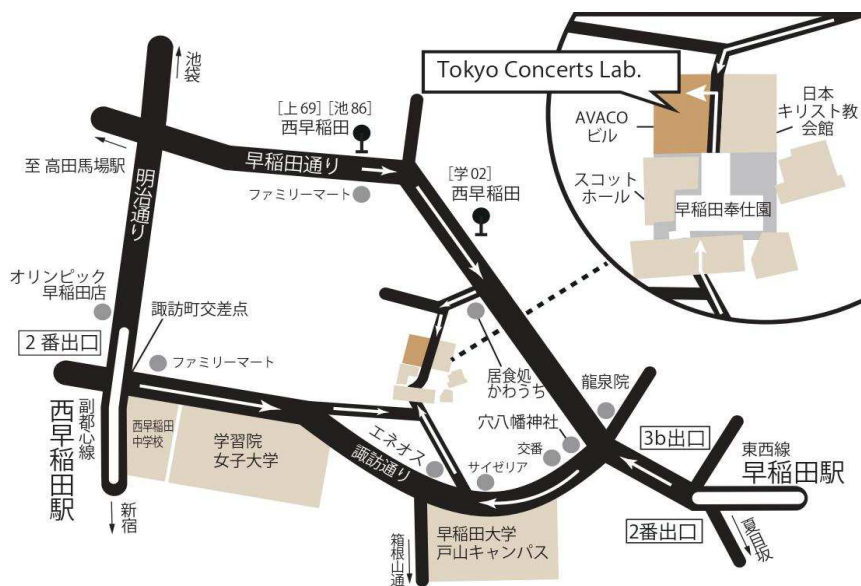 池袋
至 高田馬場駅
明治通り
[上 69] [池 86]
西早稲田
早稲田通り
ファミリーマート
[学 02]
西早稲田
Tokyo Concerts Lab.
AVACO
ビル
日本
キリスト教
会館
スコット
ホール
早稲田奉仕園
オリンピック
早稲田店
諏訪町交差点
2 番出口
ファミリーマート
副都心線
西早稲田駅
新宿
西早稲田
中学校
学習院
女子大学
居食処
かわうち
龍泉院
穴八幡神社
交番
エネオス
サイゼリア
諏訪通り
3b出口
東西線
早稲田駅
2番出口
夏目坂
早稲田大学
戸山キャンパス
箱根山通